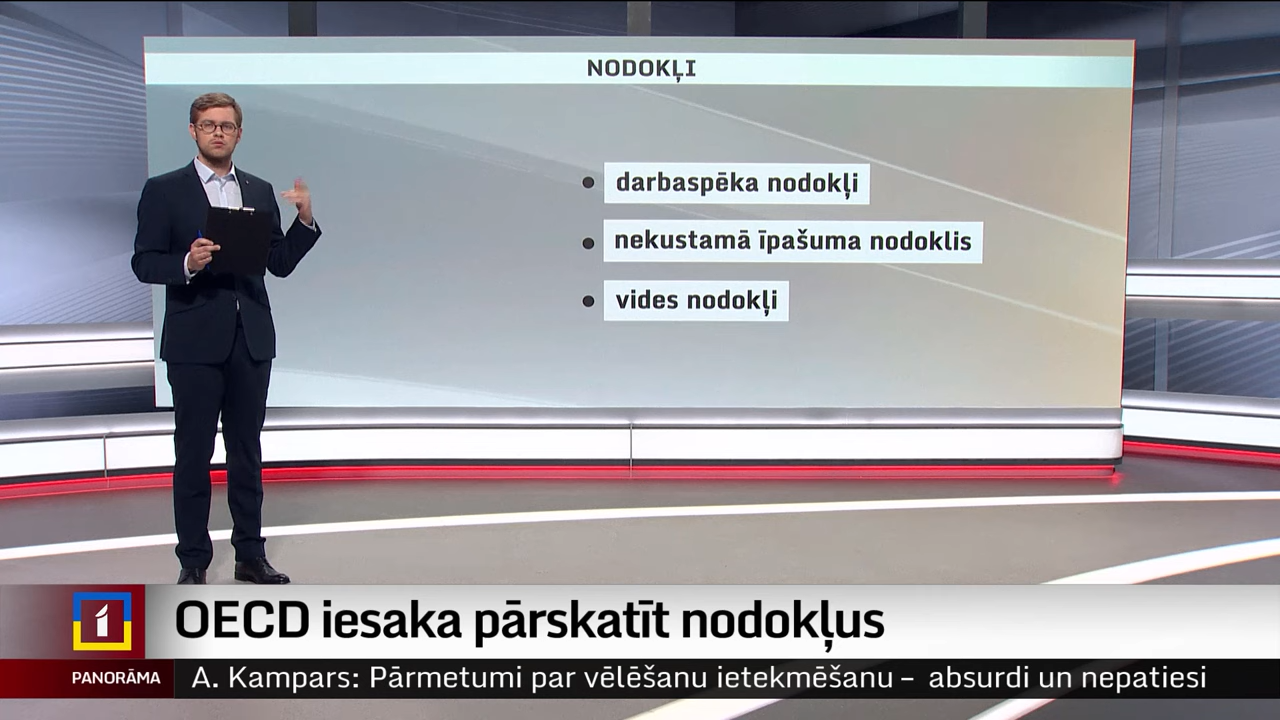 NODOKĻI
darbaspēka nodokļi
nekustamā īpašuma nodoklis
vides nodokļi
1
OECD iesaka pārskatīt nodokļus
PANORĀMA
A. Kampars: Pārmetumi par vēlēšanu ietekmēšanu – absurdi un nepatiesi